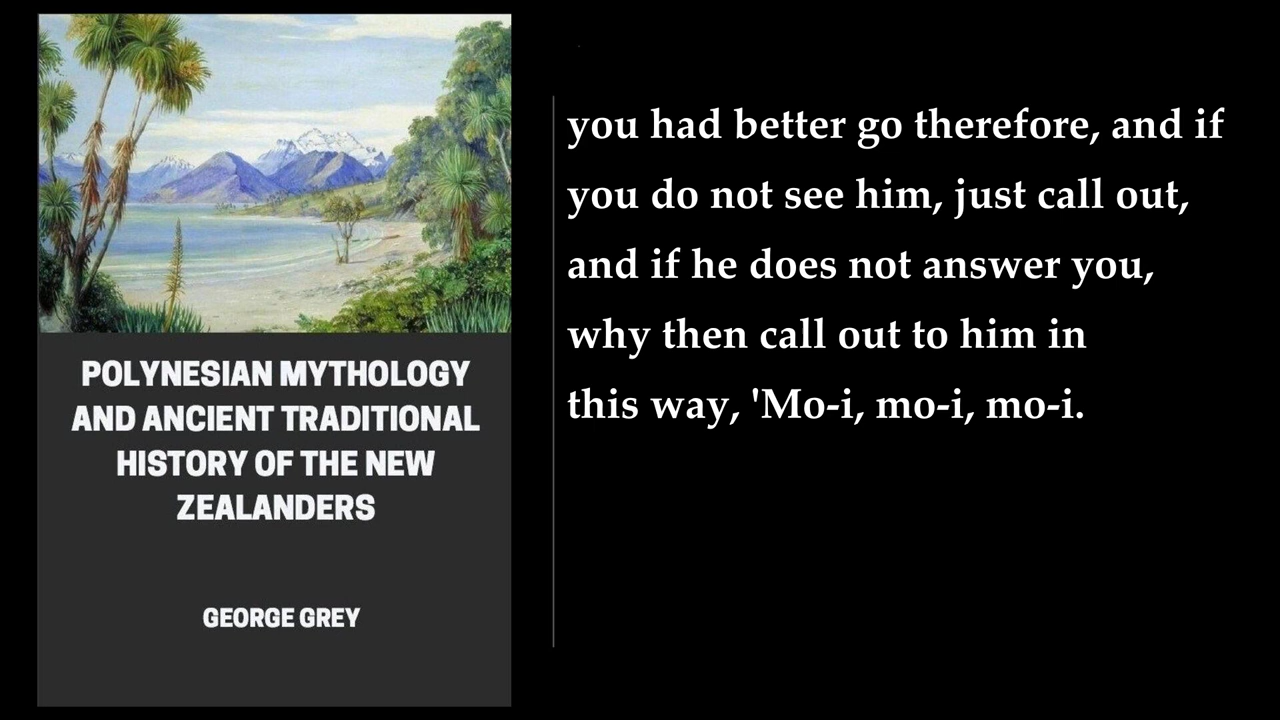 POLYNESIAN MYTHOLOGY
AND ANCIENT TRADITIONAL
HISTORY OF THE NEW
ZEALANDERS
GEORGE GREY
you had better go therefore, and if
you do not see him, just call out,
and if he does not answer you,
why then call out to him in
this way, 'Mo-i, mo-i, mo-i.